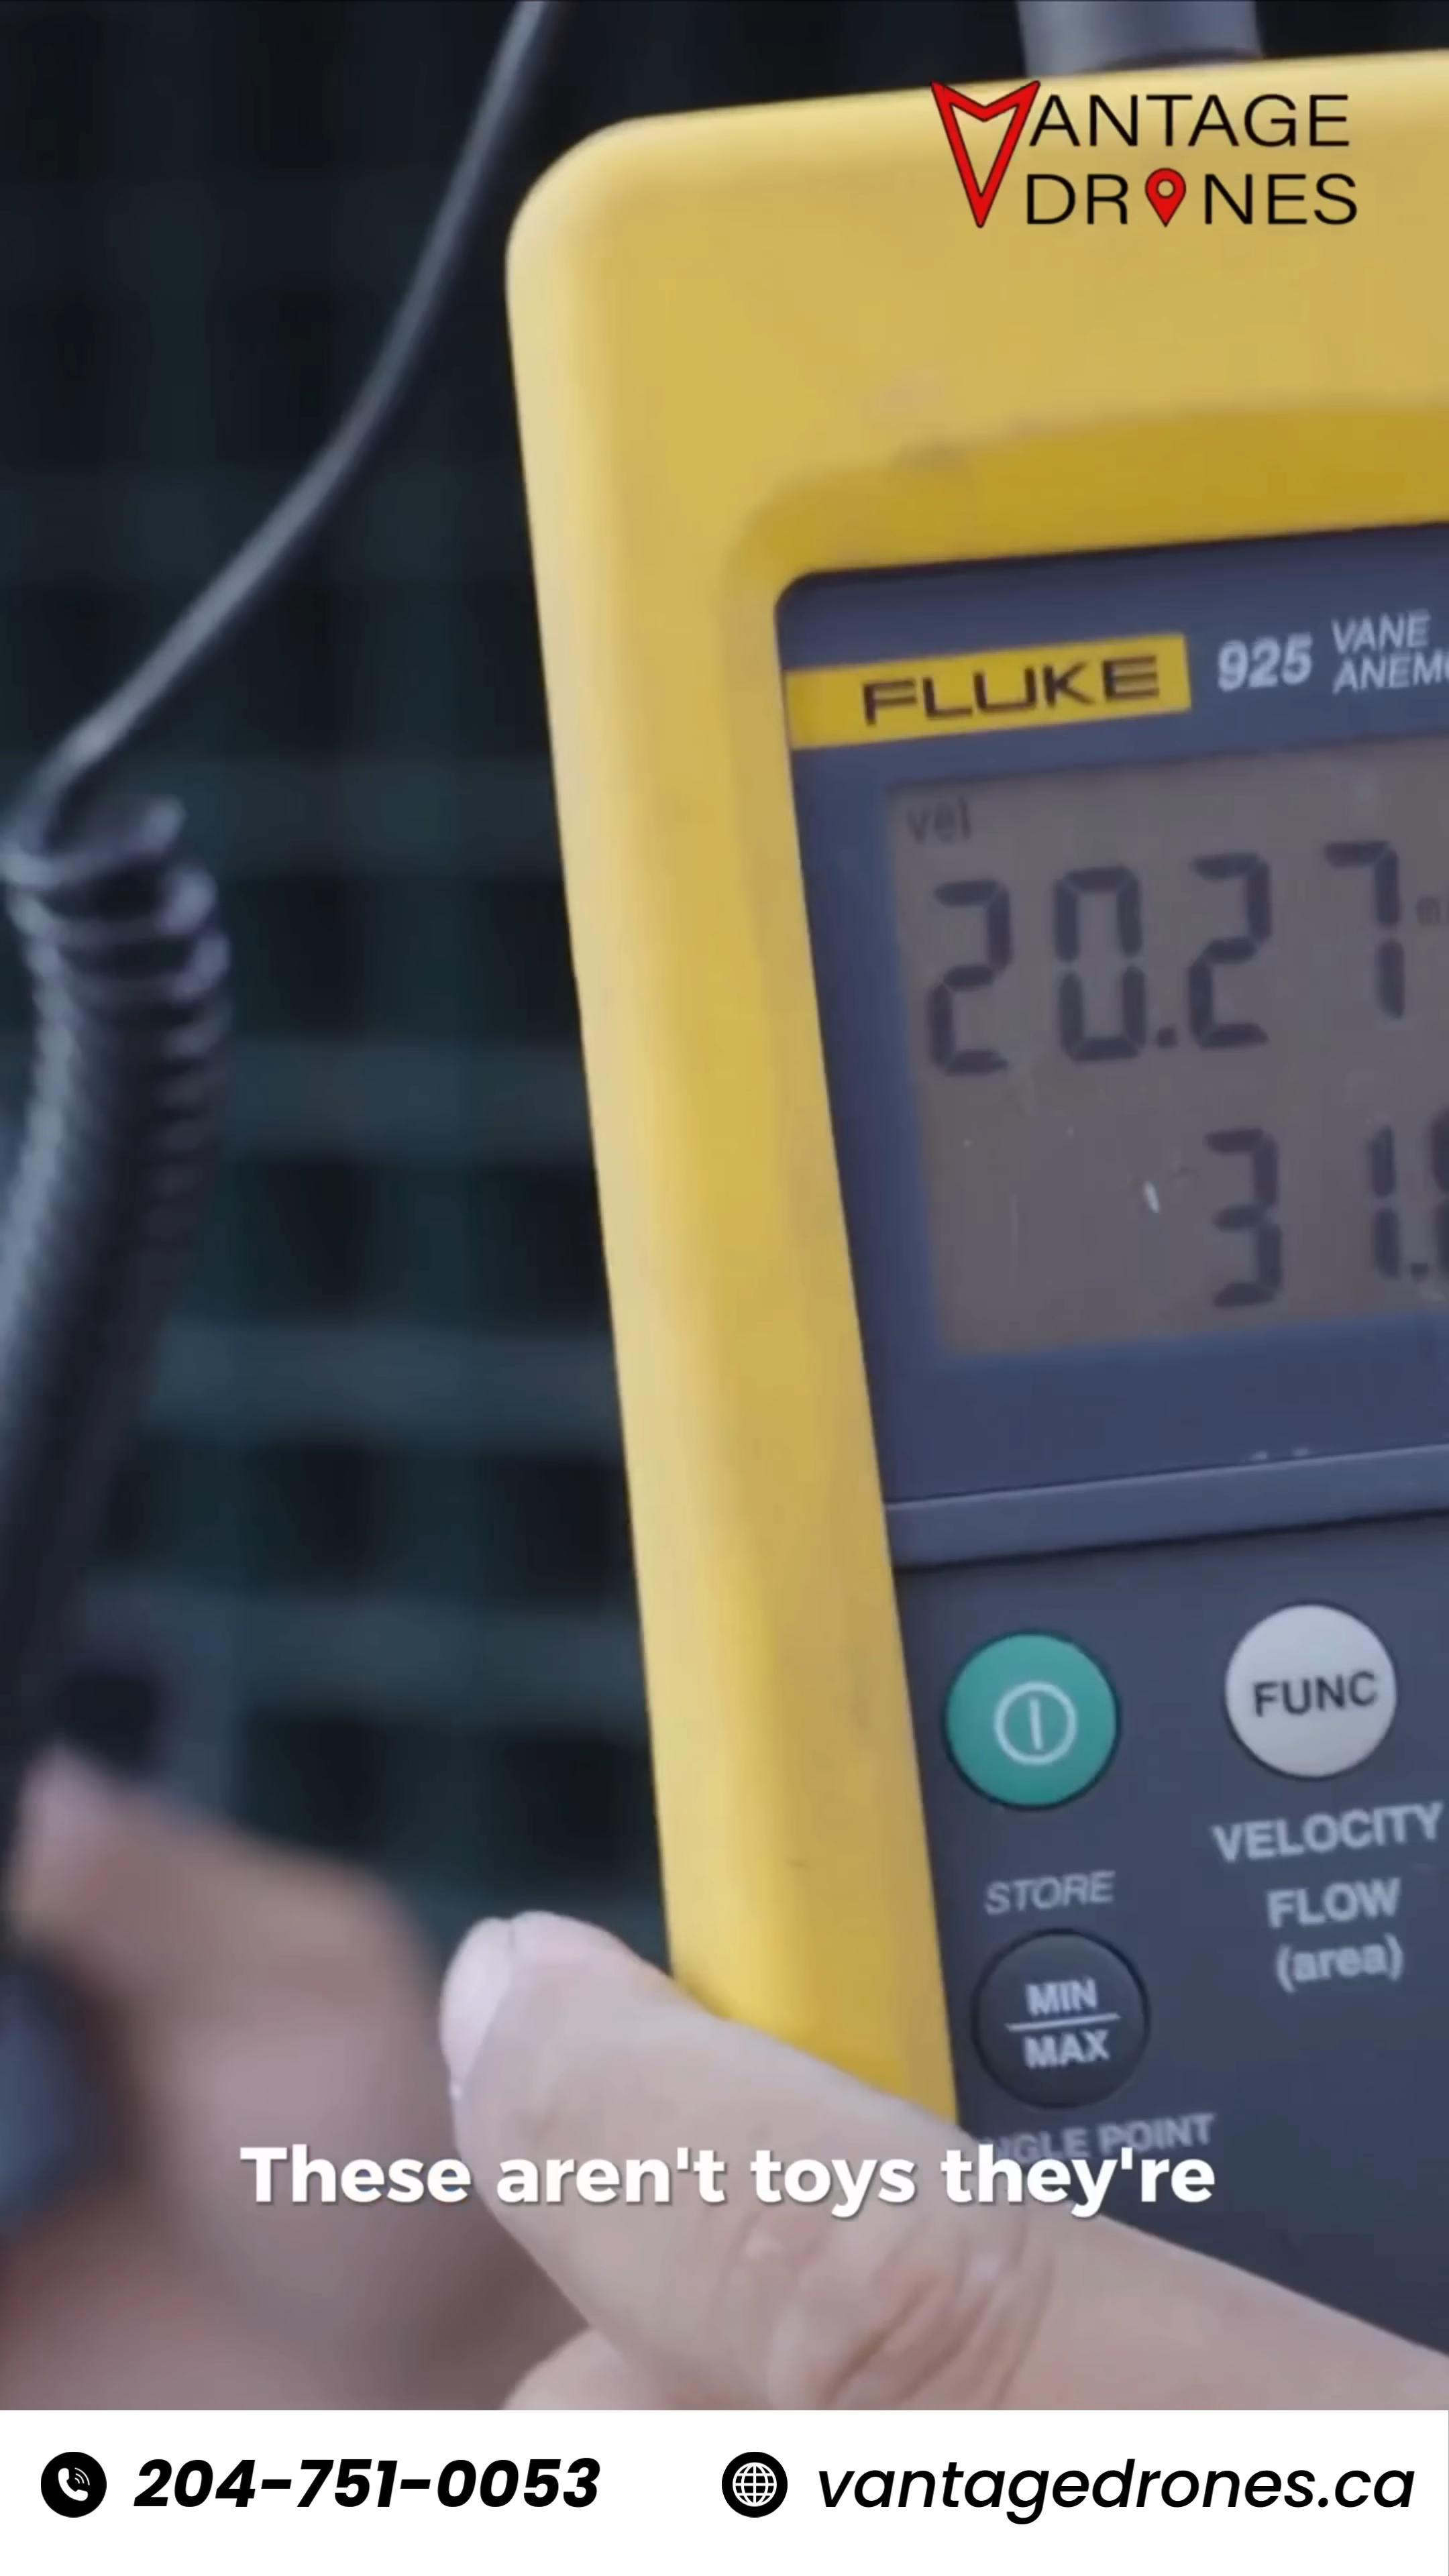 VANTAGE
DRONES
FLUKE 925 VANE
vel
20.27
FUNC
VELOCITY
STORE
FLOW
(area)
MIN
MAX
POINT
These aren't toys they're
204-751-0053 vantagedrones.ca